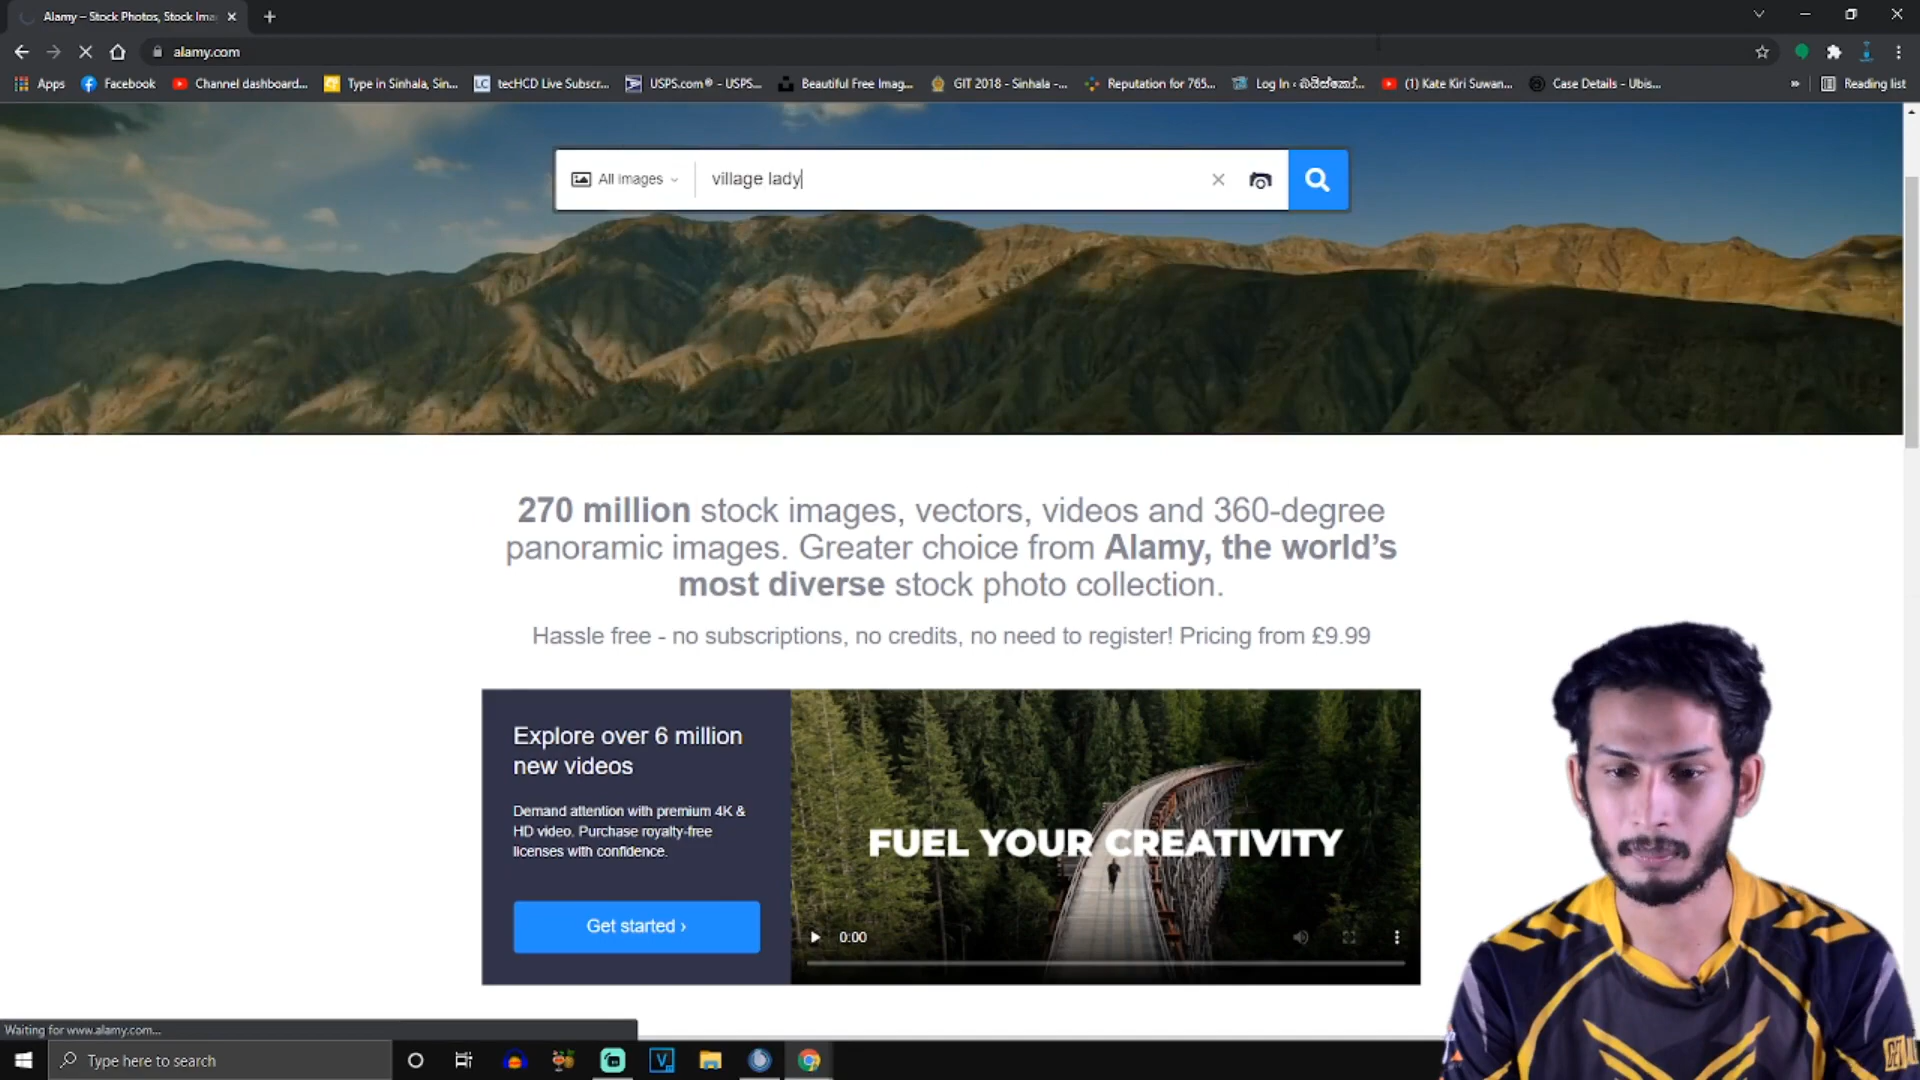 Alamy – Stock Photos, Stock Ima
alamy.com
Apps
Facebook
Channel dashboard...
Type in Sinhala, Sin...
LC
techHCD Live Subscr...
USPS.com® - USPS...
Beautiful Free Imag...
GIT 2018 - Sinhala -...
Reputation for 765...
Log In ‹ බයිස්කෝ...
(1) Kate Kiri Suwan...
Case Details - Ubis...
»
Reading list
All images
village lady
270 million stock images, vectors, videos and 360-degree
panoramic images. Greater choice from Alamy, the world's
most diverse stock photo collection.
Hassle free - no subscriptions, no credits, no need to register! Pricing from £9.99
Explore over 6 million
new videos
Demand attention with premium 4K &
HD video. Purchase royalty-free
licenses with confidence.
Get started ›
FUEL YOUR CREATIVITY
0:00
Waiting for www.alamy.com...
Type here to search